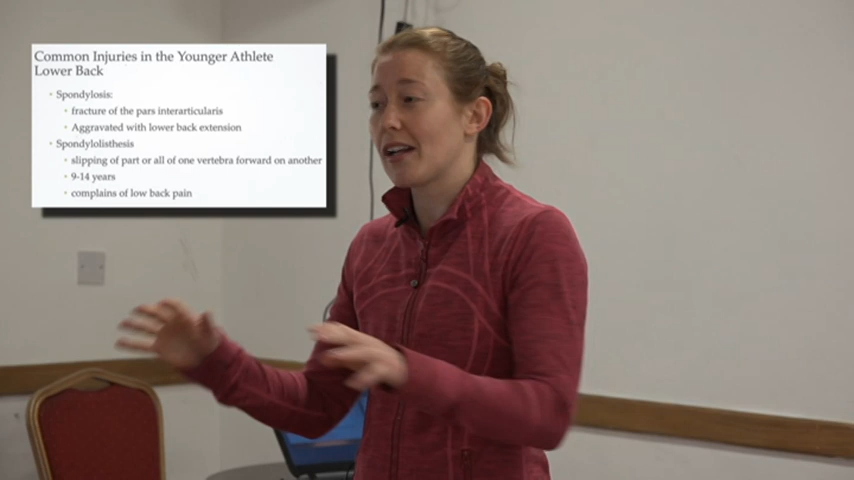 Common Injuries in the Younger Athlete
Lower Back
• Spondylosis:
• fracture of the pars interarticularis
• Aggravated with lower back extension
• Spondylolisthesis
• slipping of part or all of one vertebra forward on another
• 9-14 years
• complains of low back pain